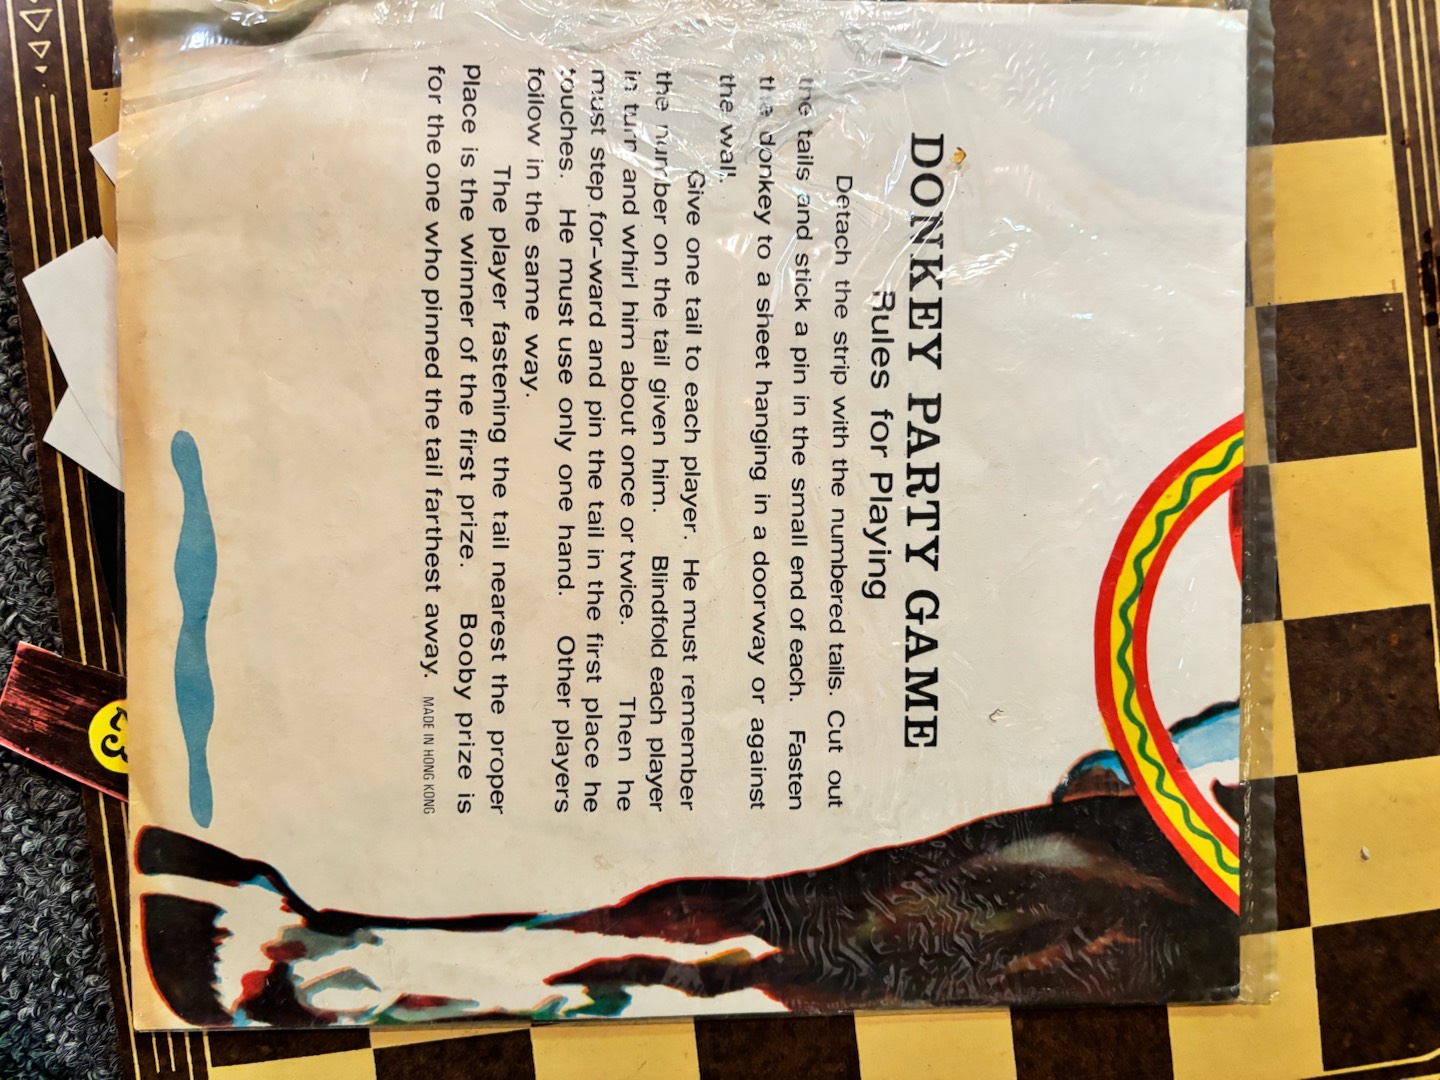 DONKEY PARTY GAME
Rules for Playing
Detach the strip with the numbered tails. Cut out
the tails and stick a pin in the small end of each. Fasten
the donkey to a sheet hanging in a doorway or against
the wall.
Give one tail to each player. He must remember
the number on the tail given him. Blindfold each player
in turn and whirl him about once or twice. Then he
must step for-ward and pin the tail in the first place he
touches. He must use only one hand. Other players
follow in the same way.
The player fastening the tail nearest the proper
place is the winner of the first prize. Booby prize is
for the one who pinned the tail farthest away. MADE IN HONG KONG